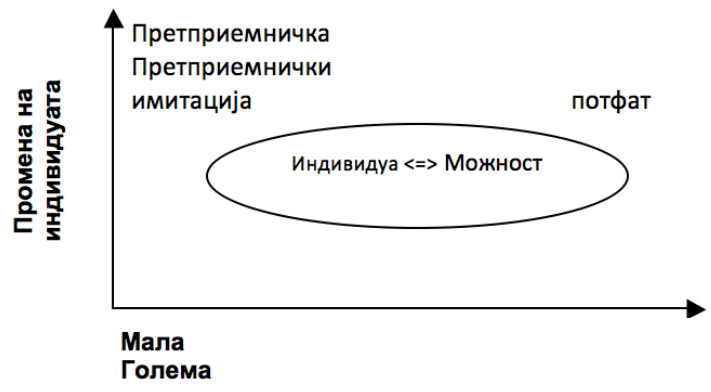 Претприемничка
Претприемнички
имитација потфат
Индивидуа <=> Можност
Промена на
индивидуата
Мала
Голема